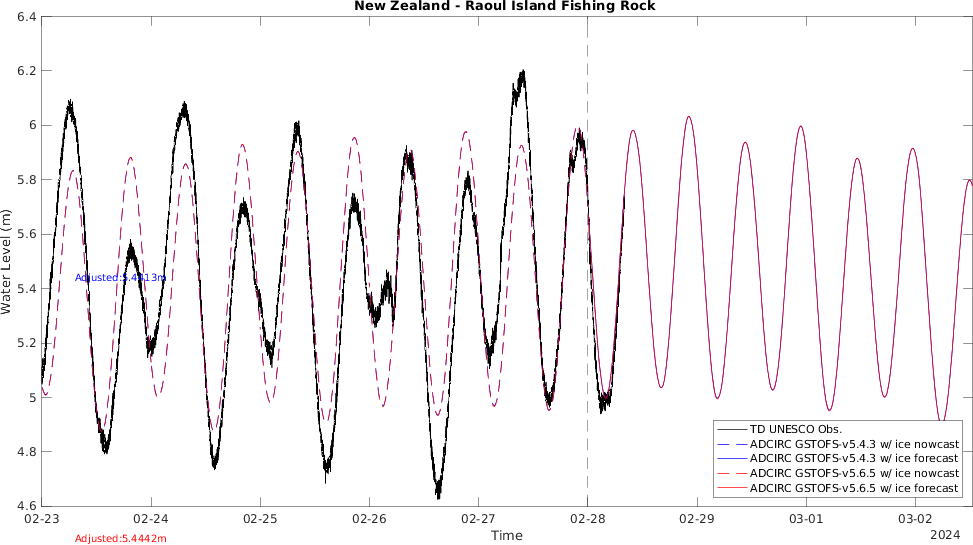 New Zealand - Raoul Island Fishing Rock
6.4
6.2
6
5.8
5.6
5.4
5.2
5
4.8
4.6
Water Level (m)
Adjusted:5.4413m
TD UNESCO Obs.
ADCIRC GSTOFS-v5.4.3 w/ ice nowcast
ADCIRC GSTOFS-v5.4.3 w/ ice forecast
ADCIRC GSTOFS-v5.6.5 w/ ice nowcast
ADCIRC GSTOFS-v5.6.5 w/ ice forecast
02-23 02-24 02-25 02-26 02-27 02-28 02-29 03-01 03-02
Time
2024
Adjusted:5.4442m